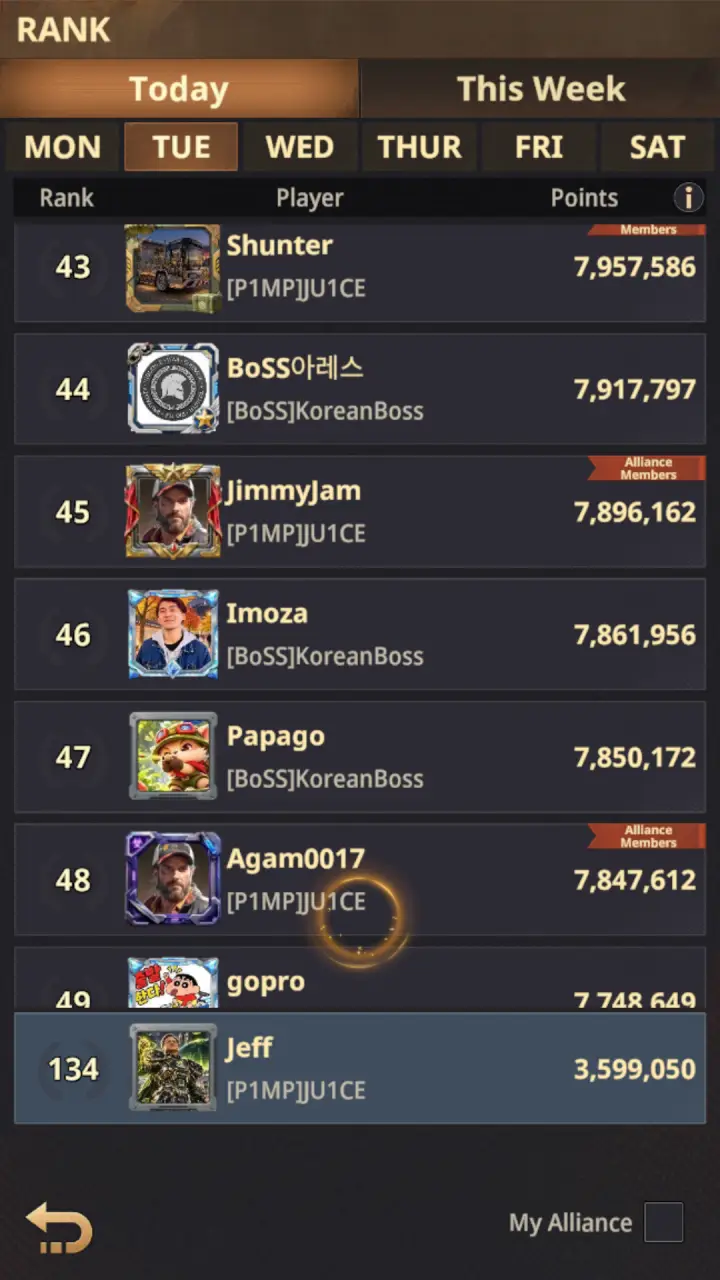 RANK
Today
This Week
MON
TUE
WED
THUR
FRI
SAT
Rank
Player
Points
i
Members
43
Shunter
[P1MP]JU1CE
7,957,586
44
BoSS아레스
[BoSS]KoreanBoss
7,917,797
Alliance
Members
45
JimmyJam
[P1MP]JU1CE
7,896,162
46
Imoza
[BoSS]KoreanBoss
7,861,956
47
Papago
[BoSS]KoreanBoss
7,850,172
Alliance
Members
48
Agam0017
[P1MP]JU1CE
7,847,612
49
gopro
7,748,649
134
Jeff
[P1MP]JU1CE
3,599,050
My Alliance